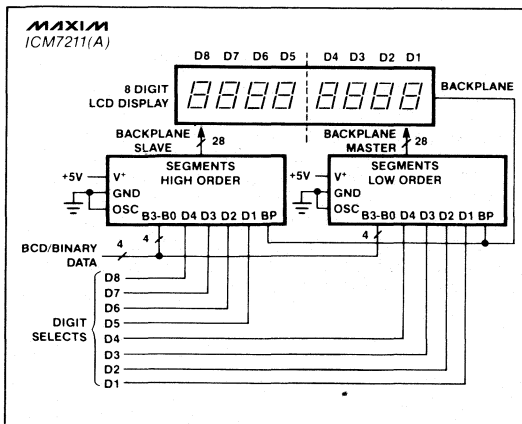 MAXIM
ICM7211(A)
D8 D7 D6 D5 D4 D3 D2 D1
8 DIGIT
LCD DISPLAY
BACKPLANE
BACKPLANE
SLAVE
28
BACKPLANE
MASTER
28
SEGMENTS
HIGH ORDER
+5V
V+
GND
OSC
B3-B0 D4 D3 D2 D1 BP
SEGMENTS
LOW ORDER
+5V
V+
GND
OSC
B3-B0 D4 D3 D2 D1 BP
BCD/BINARY
DATA
4
4
4
DIGIT
SELECTS
D8
D7
D6
D5
D4
D3
D2
D1